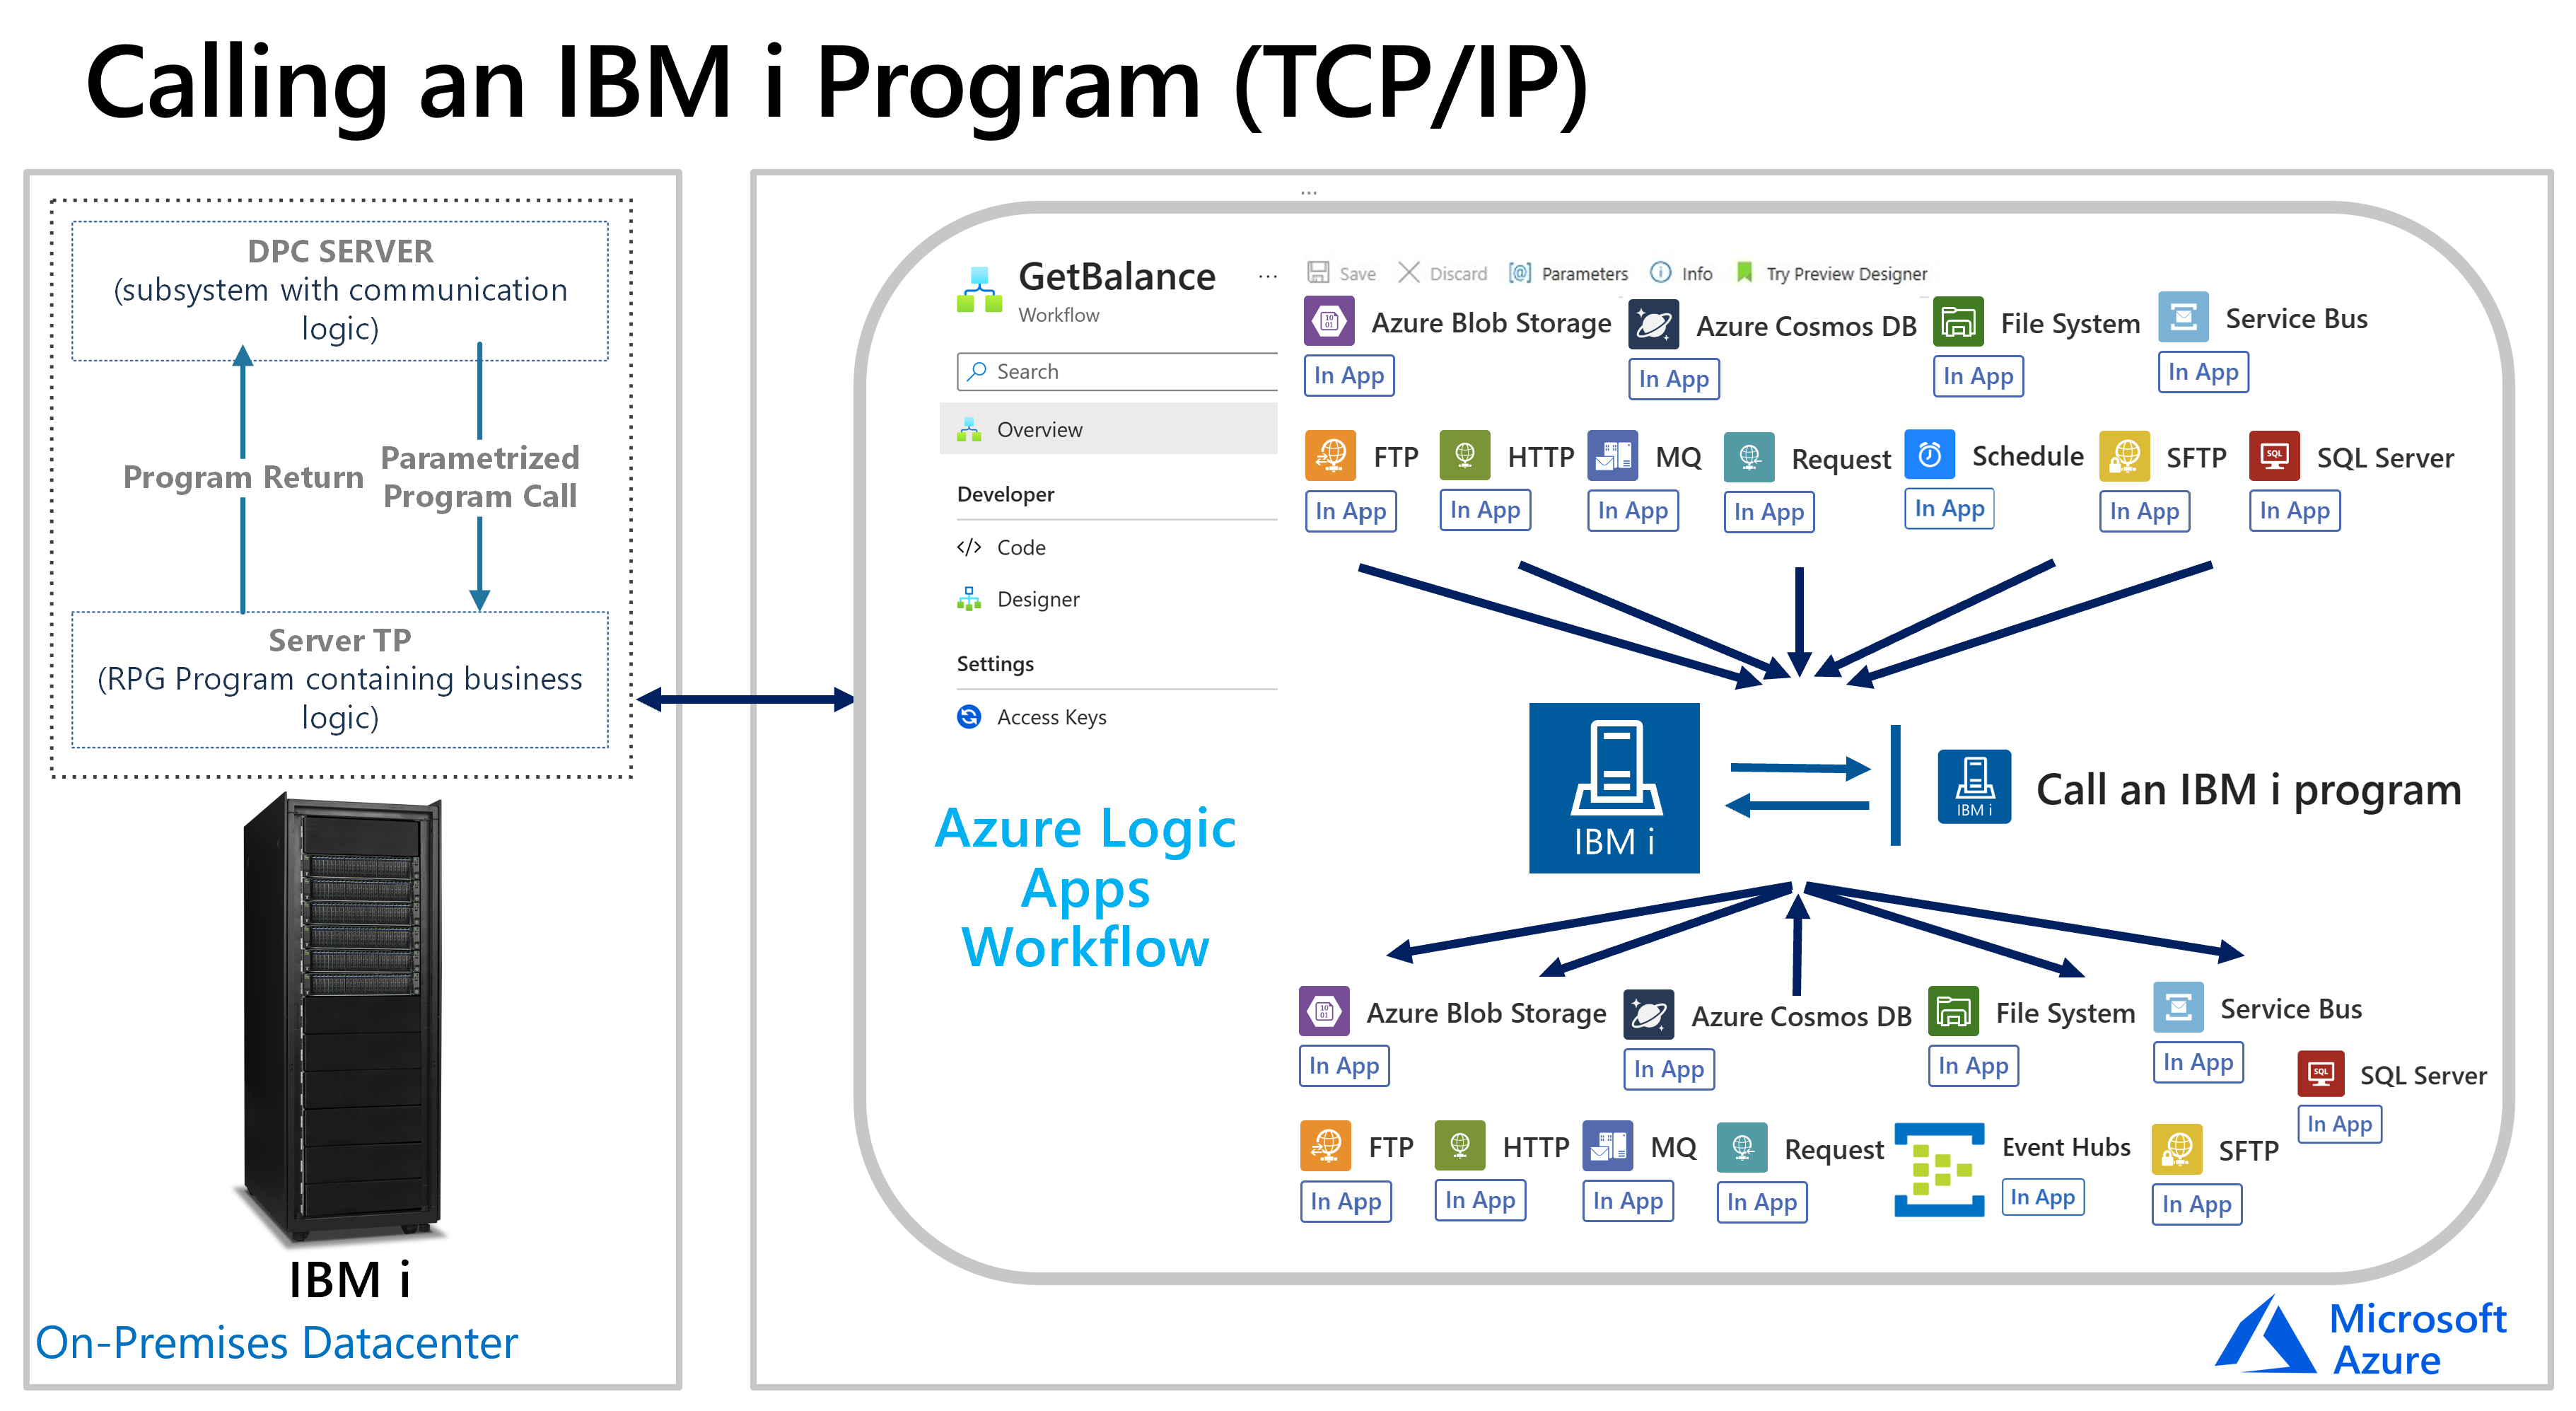 Calling an IBM i Program (TCP/IP)
DPC SERVER
(subsystem with communication
logic)
Program Return
Parametrized
Program Call
Server TP
(RPG Program containing business
logic)
IBM i
On-Premises Datacenter
...
GetBalance
...
Workflow
Search
Overview
Developer
</> Code
Designer
Settings
Access Keys
Azure Logic
Apps
Workflow
Save
Discard
[@] Parameters
Info
Try Preview Designer
Azure Blob Storage
In App
Azure Cosmos DB
In App
File System
In App
Service Bus
In App
FTP
In App
HTTP
In App
MQ
In App
Request
In App
Schedule
In App
SFTP
In App
SQL
SQL Server
In App
IBM i
IBM i
Call an IBM i program
Azure Blob Storage
In App
Azure Cosmos DB
In App
File System
In App
Service Bus
In App
SQL
SQL Server
In App
FTP
In App
HTTP
In App
MQ
In App
Request
In App
Event Hubs
In App
SFTP
In App
Microsoft
Azure